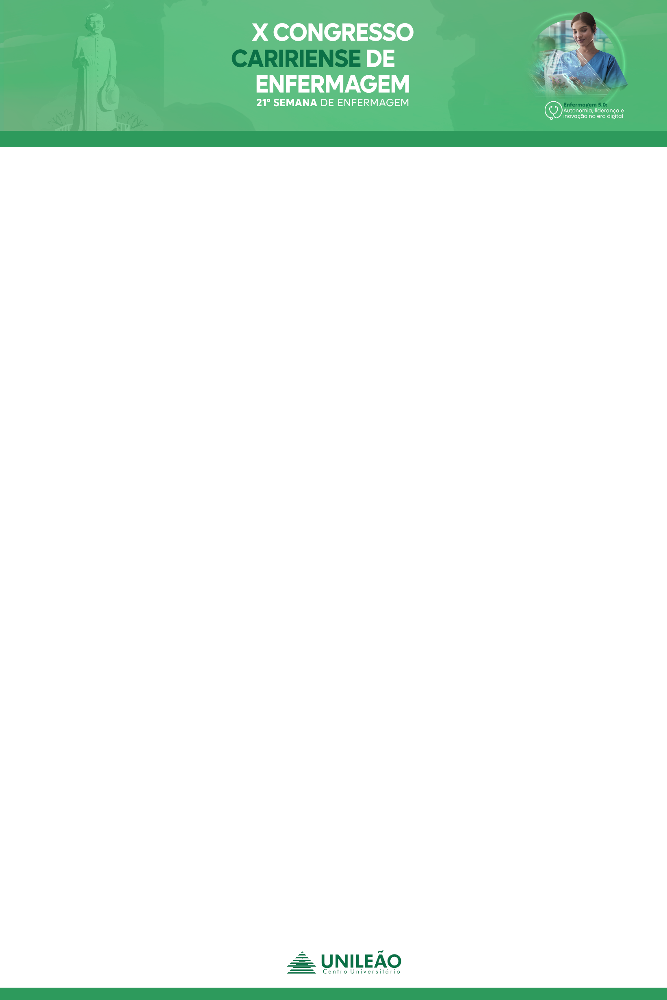 X CONGRESSO
CARIRIENSE DE
ENFERMAGEM
21ª SEMANA DE ENFERMAGEM
Enfermagem 5.0:
Autonomia, liderança e
inovação na era digital
UNILEÃO
Centro Universitário